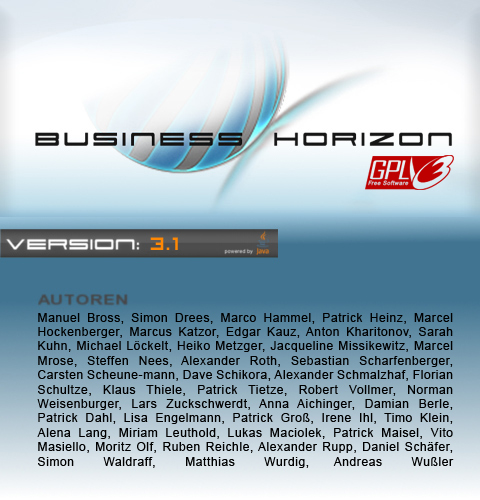 BUSINESS HORIZON
GPLV3
Free Software
VERSION: 3.1
powered by java
AUTOREN
Manuel Bross, Simon Drees, Marco Hammel, Patrick Heinz, Marcel
Hockenberger, Marcus Katzor, Edgar Kauz, Anton Kharitonov, Sarah
Kuhn, Michael Löckelt, Heiko Metzger, Jacqueline Missikewitz, Marcel
Mrose, Steffen Nees, Alexander Roth, Sebastian Scharfenberger,
Carsten Scheune-mann, Dave Schikora, Alexander Schmalzhaf, Florian
Schultze, Klaus Thiele, Patrick Tietze, Robert Vollmer, Norman
Weisenburger, Lars Zuckschwerdt, Anna Aichinger, Damian Berle,
Patrick Dahl, Lisa Engelmann, Patrick Groß, Irene Ihl, Timo Klein,
Alena Lang, Miriam Leuthold, Lukas Maciolek, Patrick Maisel, Vito
Masiello, Moritz Olf, Ruben Reichle, Alexander Rupp, Daniel Schäfer,
Simon Waldraff, Matthias Wurdig, Andreas Wußler